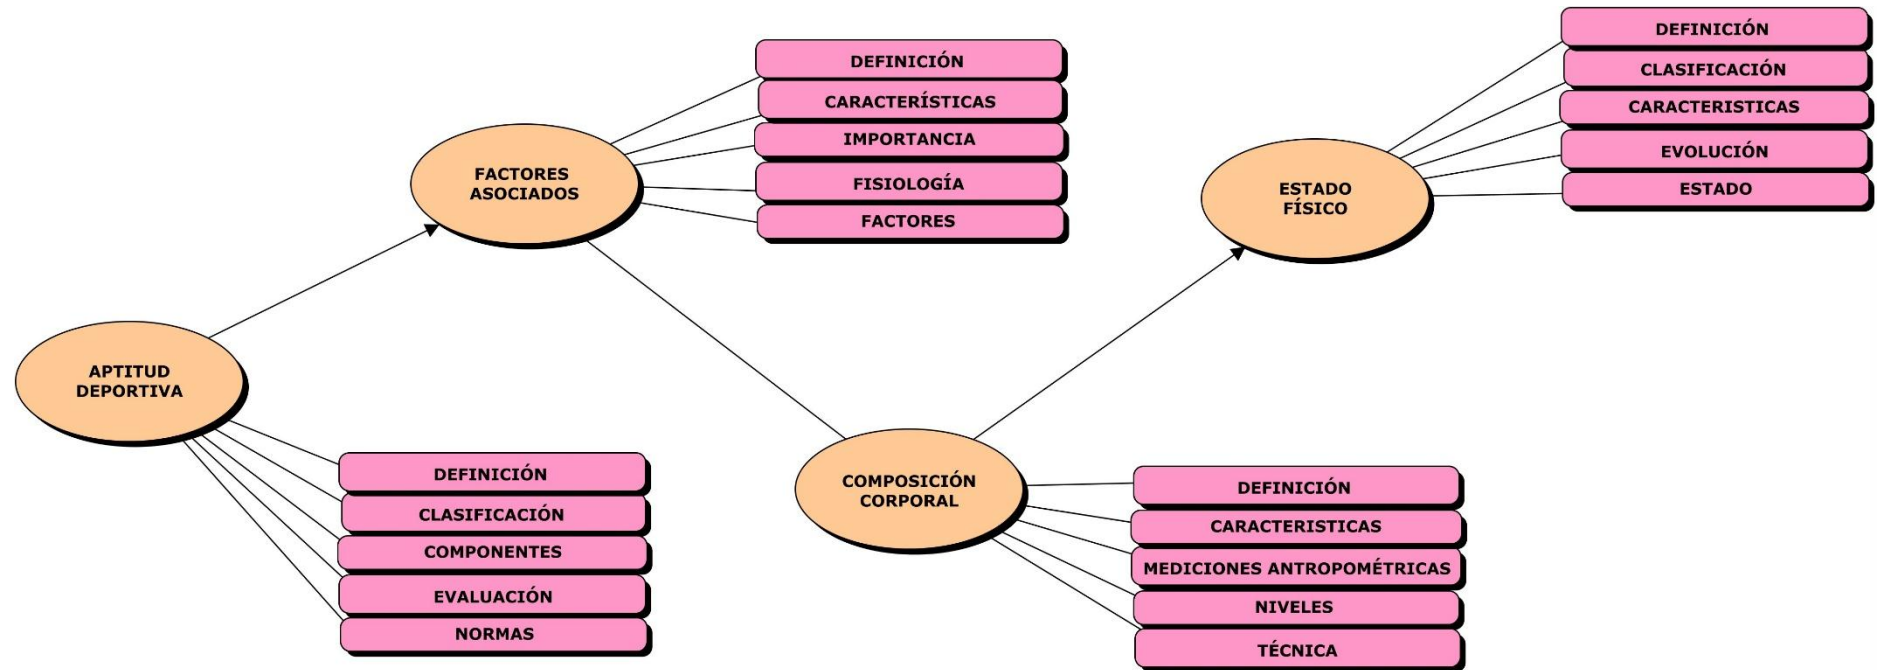 APTITUD
DEPORTIVA
DEFINICIÓN
CLASIFICACIÓN
COMPONENTES
EVALUACIÓN
NORMAS
FACTORES
ASOCIADOS
DEFINICIÓN
CARACTERÍSTICAS
IMPORTANCIA
FISIOLOGÍA
FACTORES
COMPOSICIÓN
CORPORAL
DEFINICIÓN
CARACTERISTICAS
MEDICIONES ANTROPOMÉTRICAS
NIVELES
TÉCNICA
ESTADO
FÍSICO
DEFINICIÓN
CLASIFICACIÓN
CARACTERISTICAS
EVOLUCIÓN
ESTADO